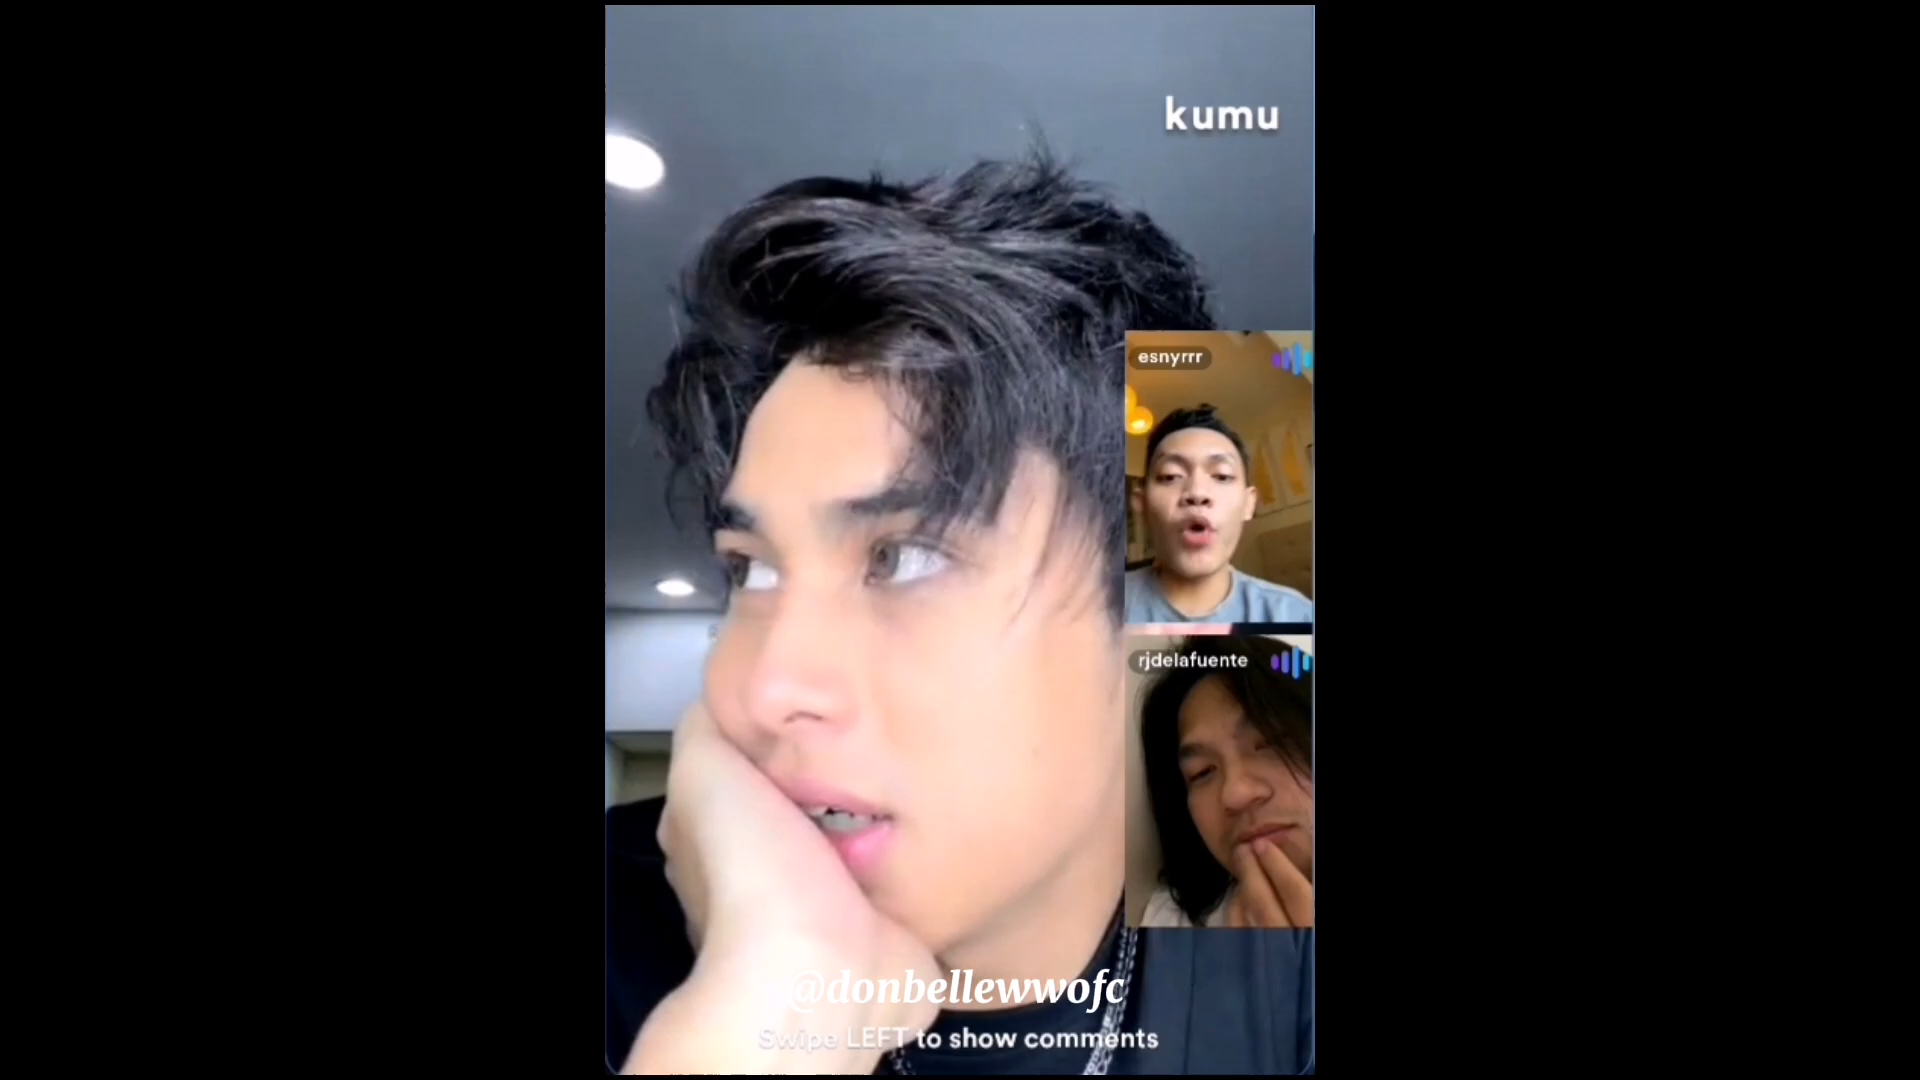 kumu
esnyrrr
rjdelafuente
@donbellewwofc
Swipe LEFT to show comments